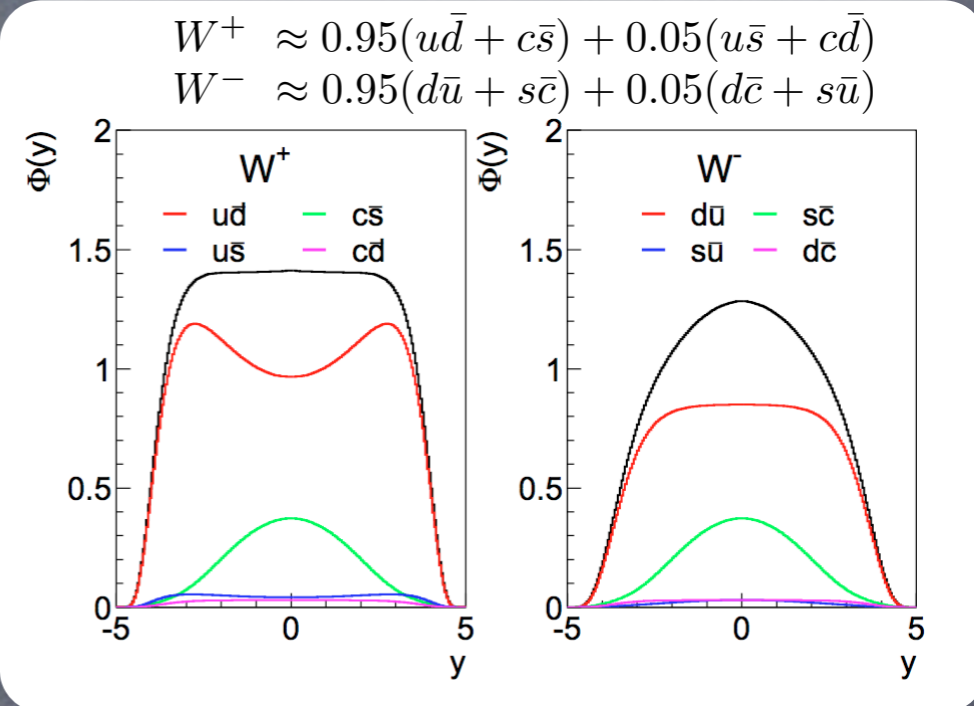 W⁺ ≈ 0.95(ud̄ + cs̄) + 0.05(us̄ + cd̄)
W⁻ ≈ 0.95(dū + sc̄) + 0.05(dc̄ + sū)
Φ(y)
2
1.5
1
0.5
0
W⁺
ud̄ cs̄
us̄ cd̄
-5 0 5
y
Φ(y)
2
1.5
1
0.5
0
W⁻
dū sc̄
sū dc̄
-5 0 5
y